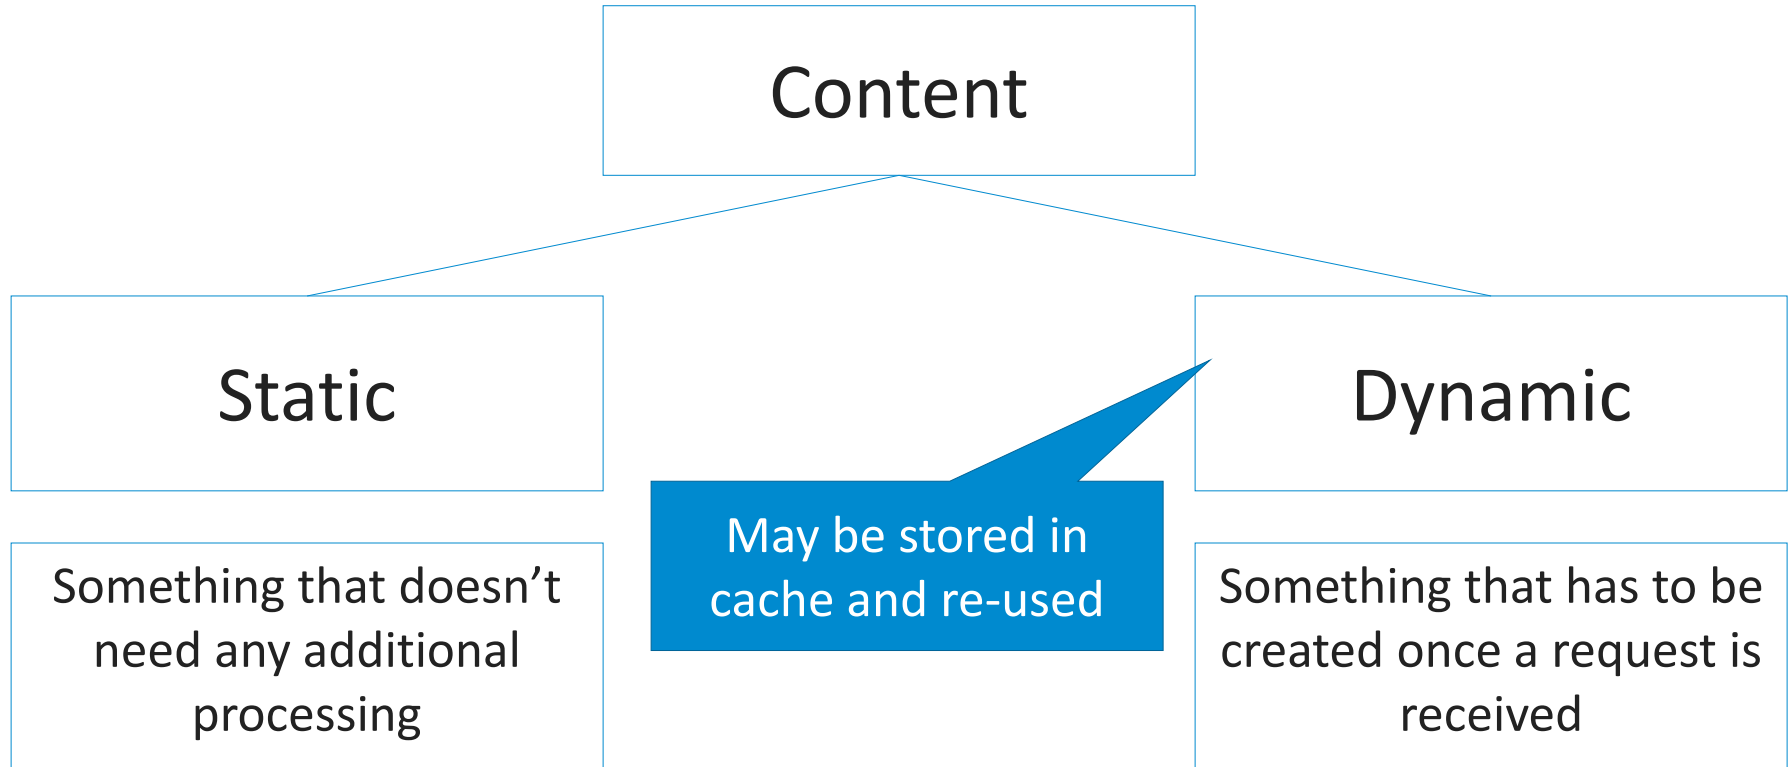 Content
Static
Dynamic
May be stored in
cache and re-used
Something that doesn’t
need any additional
processing
Something that has to be
created once a request is
received